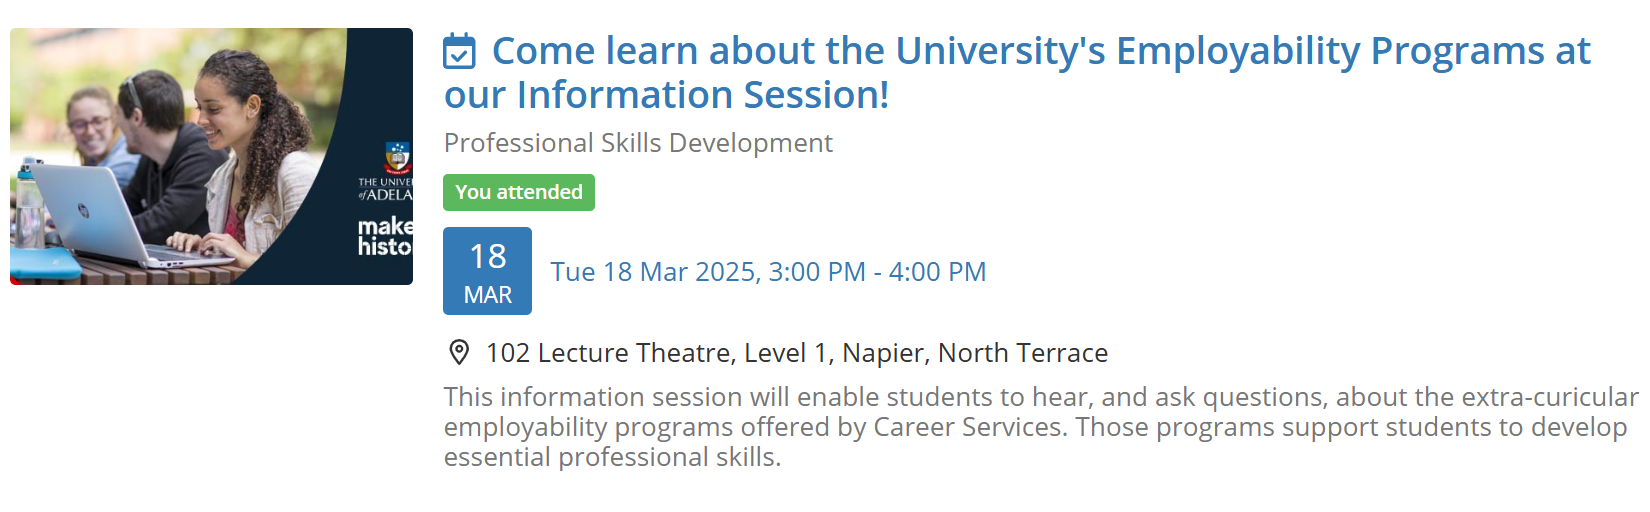 Come learn about the University's Employability Programs at
our Information Session!
Professional Skills Development
You attended
18
MAR
Tue 18 Mar 2025, 3:00 PM - 4:00 PM
102 Lecture Theatre, Level 1, Napier, North Terrace
This information session will enable students to hear, and ask questions, about the extra-curicular
employability programs offered by Career Services. Those programs support students to develop
essential professional skills.
THE UNIVE
of ADELA
make
histo